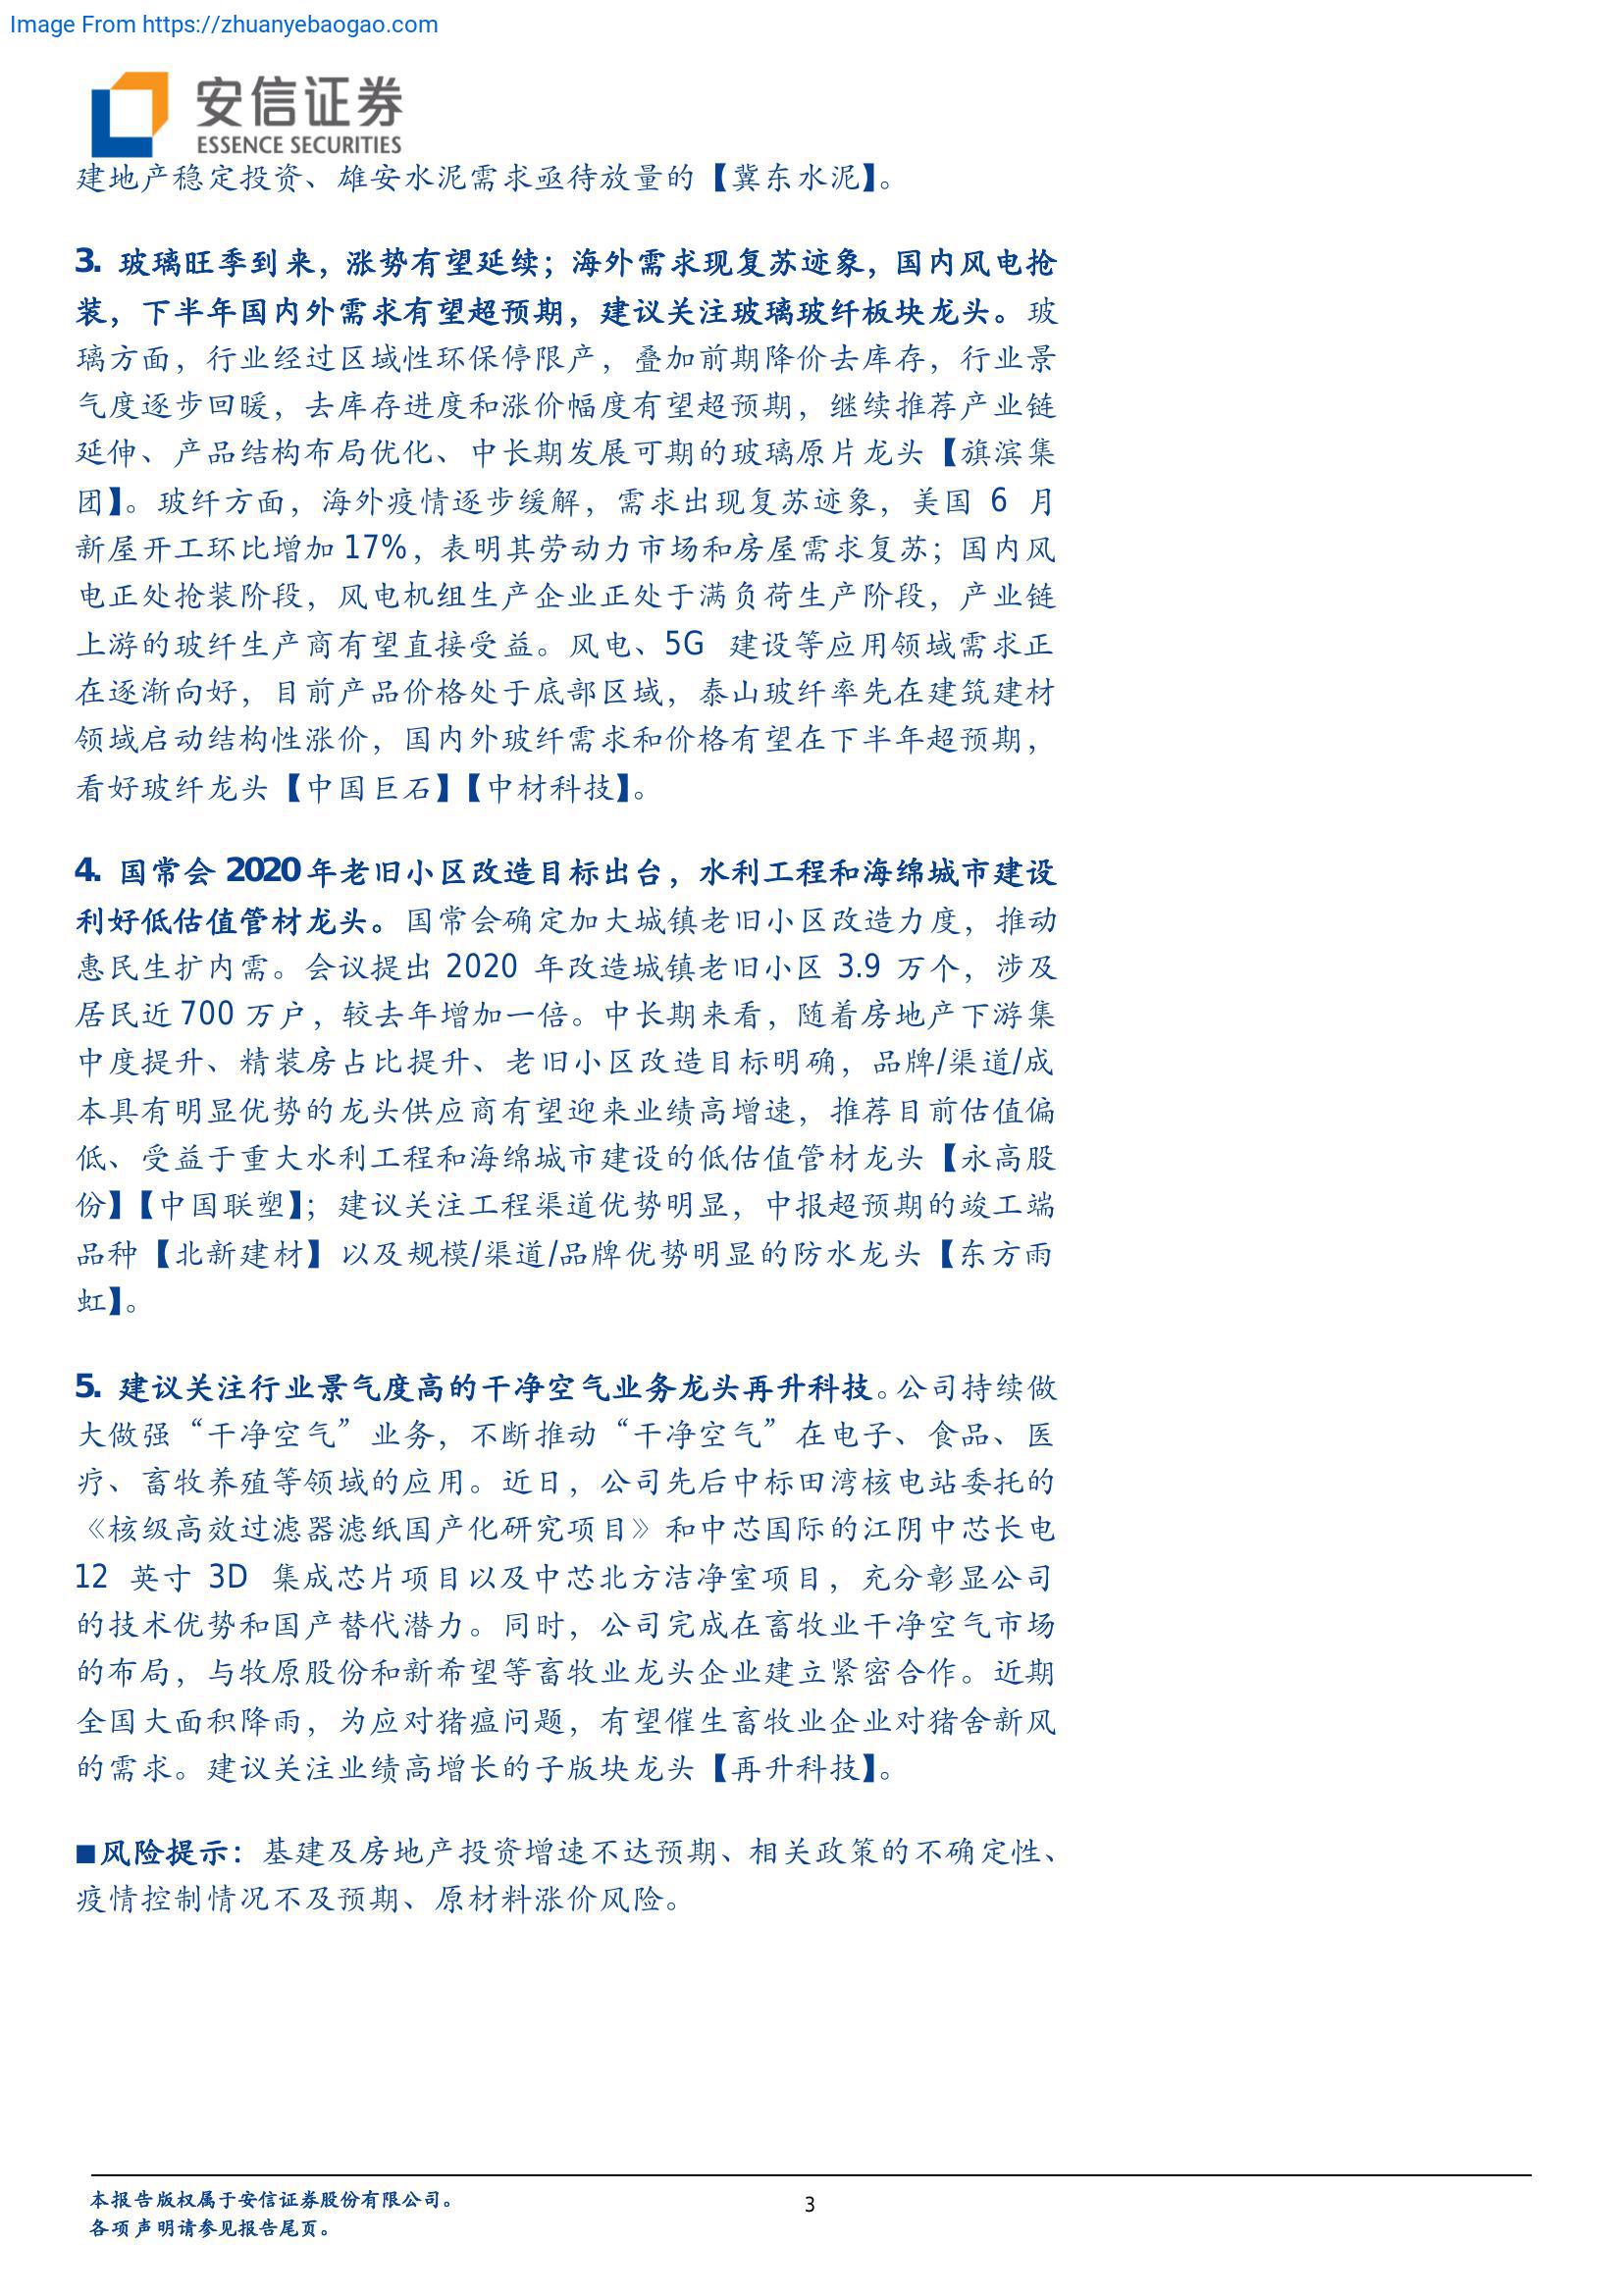 Image From https://zhuanyebaogao.com
安信证券
ESSENCE SECURITIES
建地产稳定投资、雄安水泥需求亟待放量的【冀东水泥】。
3. 玻璃旺季到来，涨势有望延续；海外需求现复苏迹象，国内风电抢
装，下半年国内外需求有望超预期，建议关注玻璃玻纤板块龙头。玻
璃方面，行业经过区域性环保停限产，叠加前期降价去库存，行业景
气度逐步回暖，去库存进度和涨价幅度有望超预期，继续推荐产业链
延伸、产品结构布局优化、中长期发展可期的玻璃原片龙头【旗滨集
团】。玻纤方面，海外疫情逐步缓解，需求出现复苏迹象，美国 6 月
新屋开工环比增加 17%，表明其劳动力市场和房屋需求复苏；国内风
电正处抢装阶段，风电机组生产企业正处于满负荷生产阶段，产业链
上游的玻纤生产商有望直接受益。风电、5G 建设等应用领域需求正
在逐渐向好，目前产品价格处于底部区域，泰山玻纤率先在建筑建材
领域启动结构性涨价，国内外玻纤需求和价格有望在下半年超预期，
看好玻纤龙头【中国巨石】【中材科技】。
4. 国常会 2020 年老旧小区改造目标出台，水利工程和海绵城市建设
利好低估值管材龙头。国常会确定加大城镇老旧小区改造力度，推动
惠民生扩内需。会议提出 2020 年改造城镇老旧小区 3.9 万个，涉及
居民近 700 万户，较去年增加一倍。中长期来看，随着房地产下游集
中度提升、精装房占比提升、老旧小区改造目标明确，品牌/渠道/成
本具有明显优势的龙头供应商有望迎来业绩高增速，推荐目前估值偏
低、受益于重大水利工程和海绵城市建设的低估值管材龙头【永高股
份】【中国联塑】；建议关注工程渠道优势明显，中报超预期的竣工端
品种【北新建材】以及规模/渠道/品牌优势明显的防水龙头【东方雨
虹】。
5. 建议关注行业景气度高的干净空气业务龙头再升科技。公司持续做
大做强“干净空气”业务，不断推动“干净空气”在电子、食品、医
疗、畜牧养殖等领域的应用。近日，公司先后中标田湾核电站委托的
《核级高效过滤器滤纸国产化研究项目》和中芯国际的江阴中芯长电
12 英寸 3D 集成芯片项目以及中芯北方洁净室项目，充分彰显公司
的技术优势和国产替代潜力。同时，公司完成在畜牧业干净空气市场
的布局，与牧原股份和新希望等畜牧业龙头企业建立紧密合作。近期
全国大面积降雨，为应对猪瘟问题，有望催生畜牧业企业对猪舍新风
的需求。建议关注业绩高增长的子版块龙头【再升科技】。
■风险提示：基建及房地产投资增速不达预期、相关政策的不确定性、
疫情控制情况不及预期、原材料涨价风险。
本报告版权属于安信证券股份有限公司。
3
各项声明请参见报告尾页。